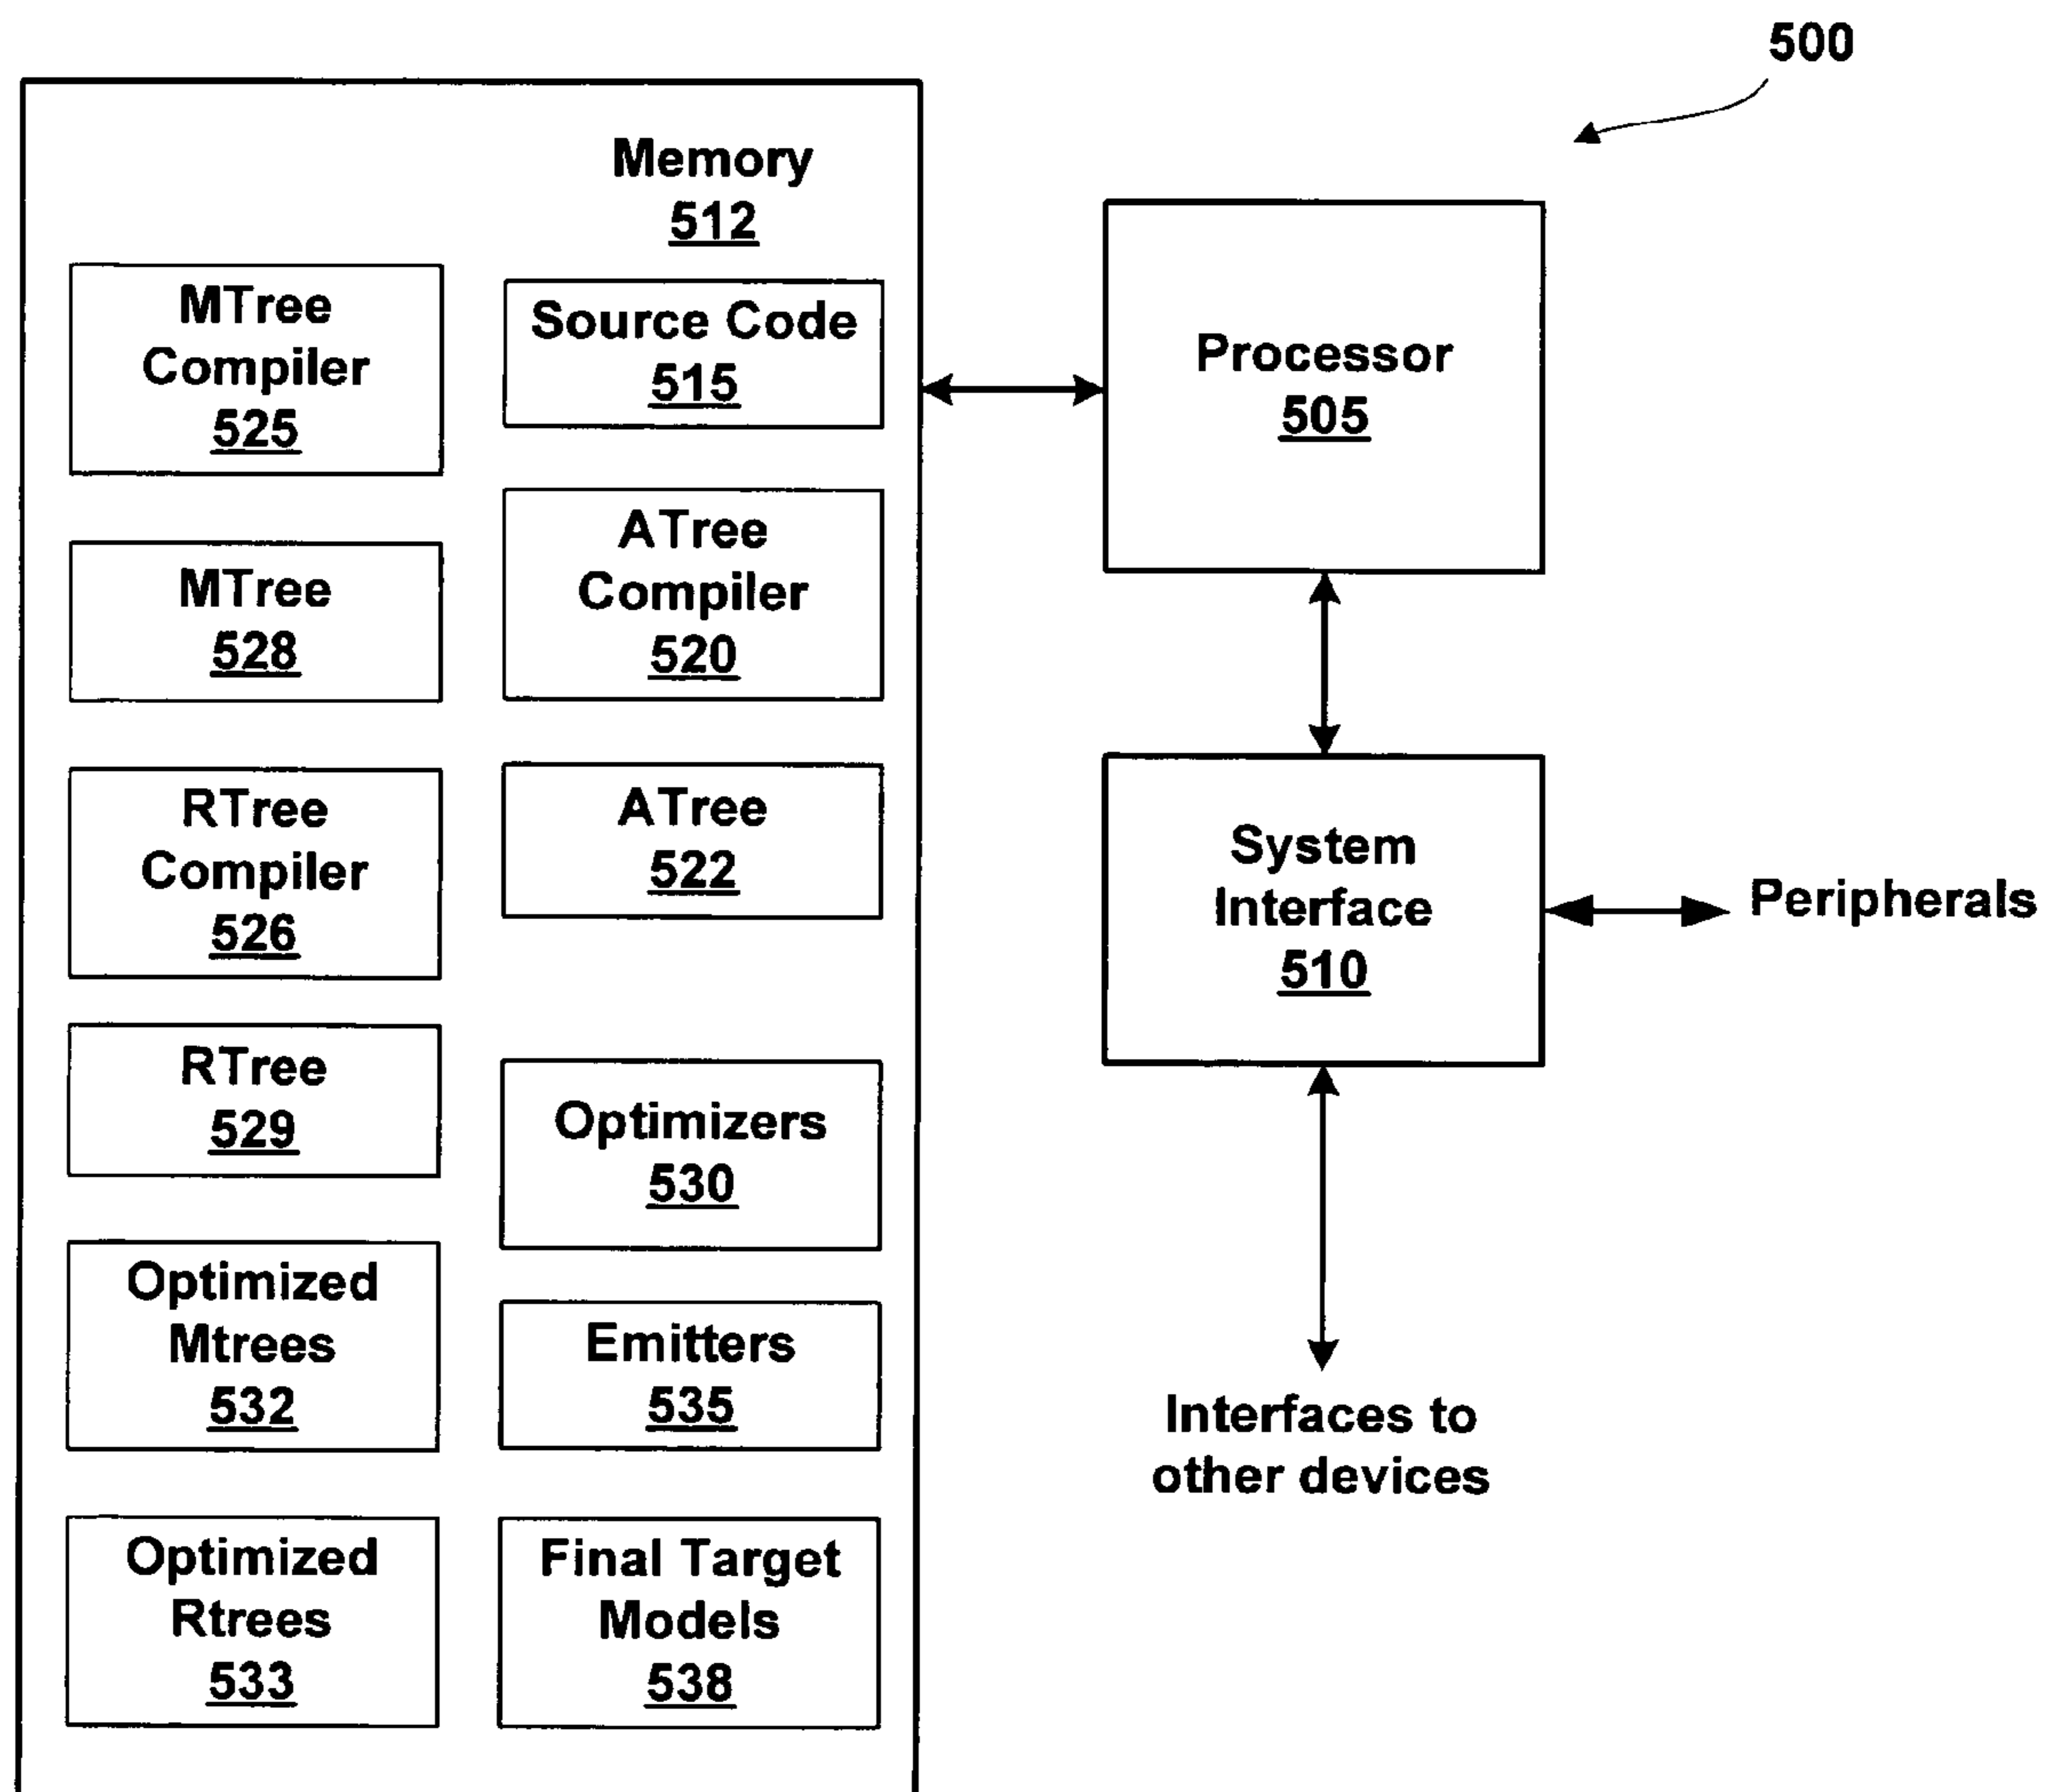 500
Memory
512
MTree
Compiler
525
Source Code
515
MTree
528
ATree
Compiler
520
RTree
Compiler
526
ATree
522
RTree
529
Optimizers
530
Optimized
Mtrees
532
Emitters
535
Optimized
Rtrees
533
Final Target
Models
538
Processor
505
System
Interface
510
Peripherals
Interfaces to
other devices